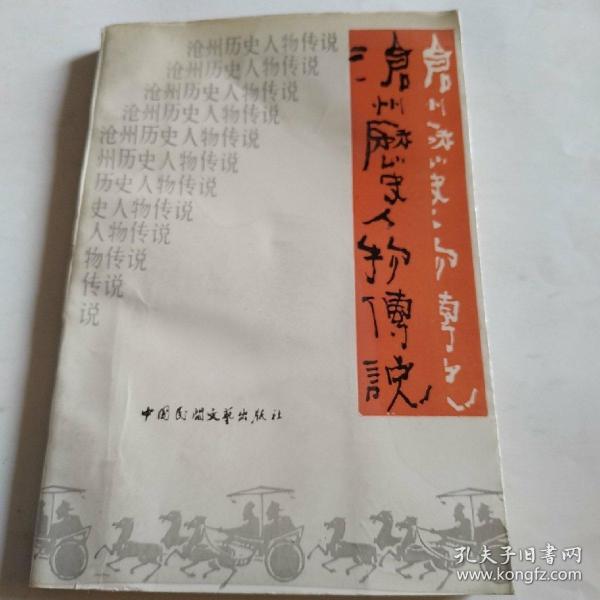 沧州历史人物传说
沧州历史人物传说
沧州历史人物传说
沧州历史人物传说
沧州历史人物传说
州历史人物传说
历史人物传说
史人物传说
人物传说
物传说
传说
说
滄州歷史人物傳說
中国民间文艺出版社
孔夫子旧书网
www.kongfz.com